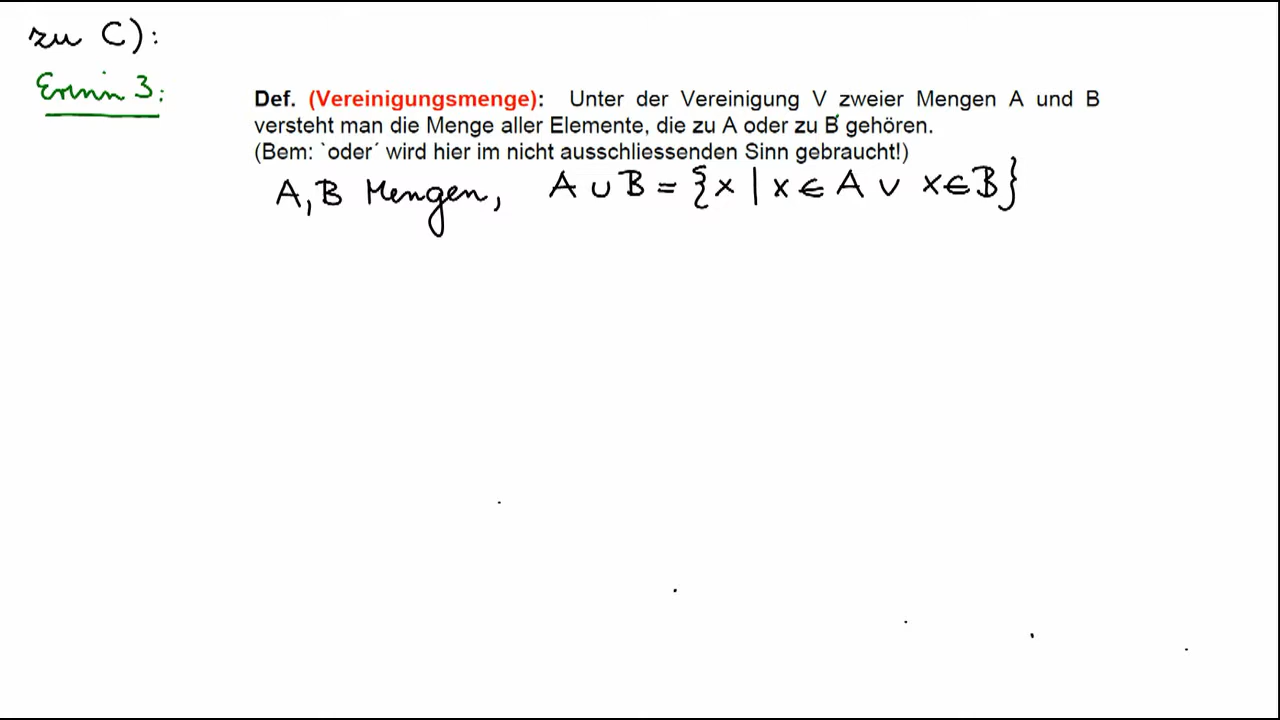 zu C):
Erinn 3:
Def. (Vereinigungsmenge): Unter der Vereinigung V zweier Mengen A und B
versteht man die Menge aller Elemente, die zu A oder zu B gehören.
(Bem: `oder´ wird hier im nicht ausschliessenden Sinn gebraucht!)
A, B Mengen, A ∪ B = {x | x ∈ A ∨ x ∈ B}